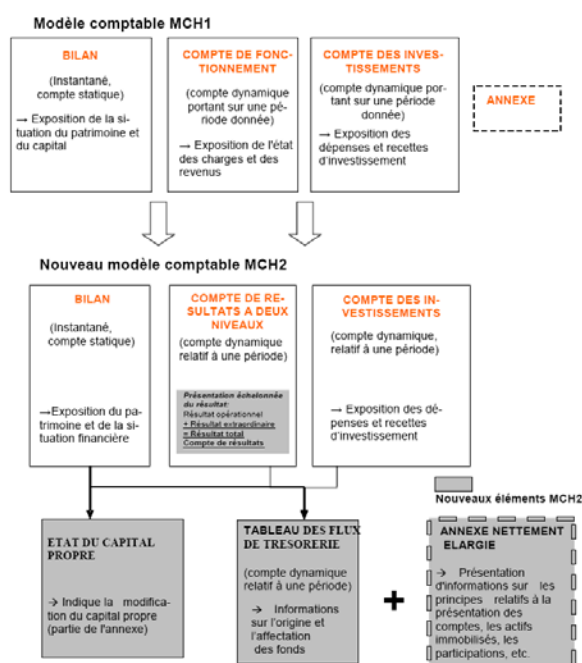 Modèle comptable MCH1
BILAN
(Instantané,
compte statique)
→ Exposition de la si-
tuation du patrimoine et
du capital
COMPTE DE FONC-
TIONNEMENT
(compte dynamique
portant sur une pé-
riode donnée)
→ Exposition de l'état
des charges et des
revenus
COMPTE DES INVES-
TISSEMENTS
(compte dynamique por-
tant sur une période
donnée)
→ Exposition des
dépenses et recettes
d'investissement
ANNEXE
Nouveau modèle comptable MCH2
BILAN
(Instantané,
compte statique)
→Exposition du pa-
trimoine et de la si-
tuation financière
COMPTE DE RE-
SULTATS A DEUX
NIVEAUX
(compte dynamique
relatif à une période)
Présentation échelonnée
du résultat:
Résultat opérationnel
+ Résultat extraordinaire
= Résultat total
Compte de résultats
COMPTE DES IN-
VESTISSEMENTS
(compte dynamique,
relatif à une période)
→ Exposition des dé-
penses et recettes
d'investissement
Nouveaux éléments MCH2
ETAT DU CAPITAL
PROPRE
→ Indique la modifica-
tion du capital propre
(partie de l'annexe)
TABLEAU DES FLUX
DE TRESORERIE
(compte dynamique
relatif à une période)
→ Informations
sur l'origine et
l'affectation
des fonds
+
ANNEXE NETTEMENT
ELARGIE
→ Présentation
d'informations sur les
principes relatifs à la
présentation des
comptes, les actifs
immobilisés, les
participations, etc.